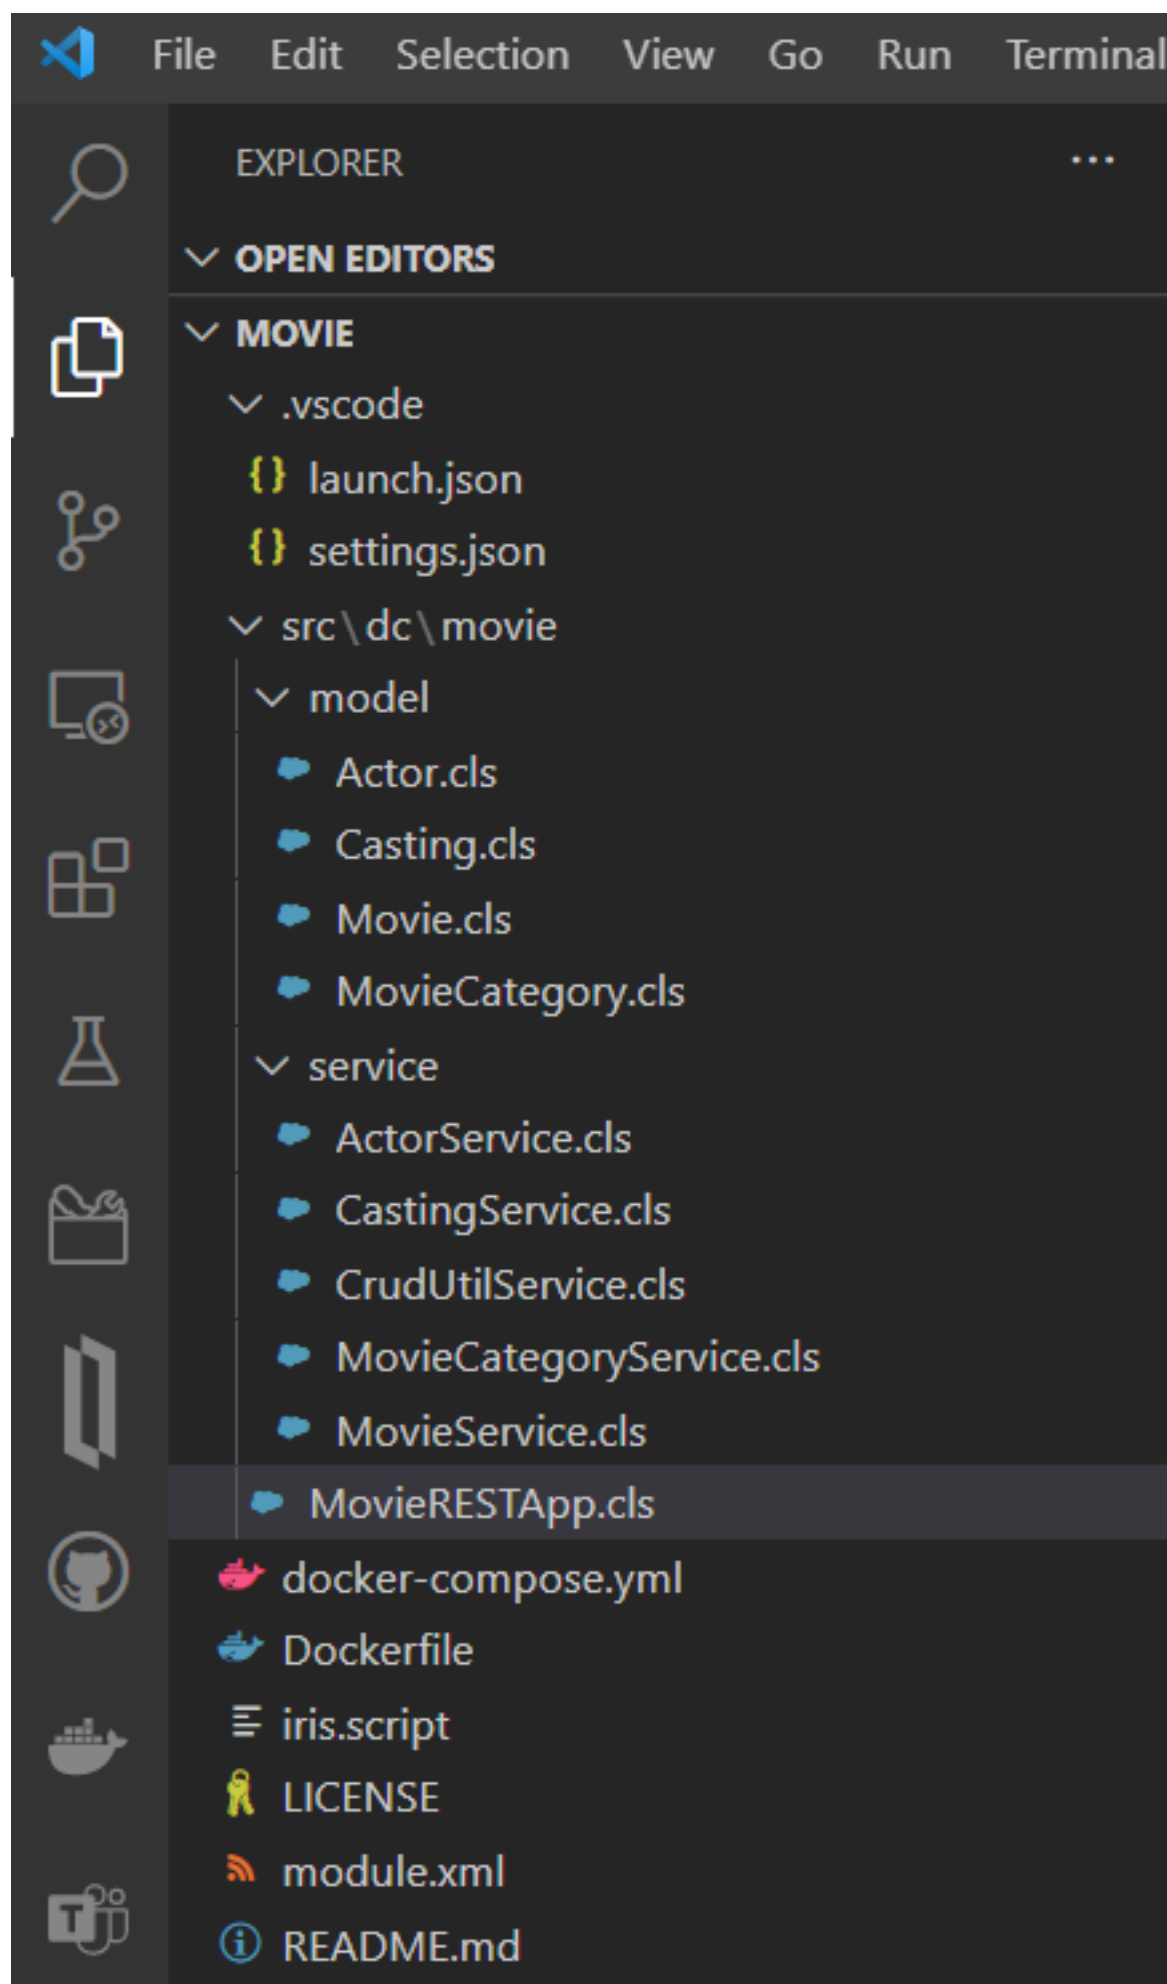 File Edit Selection View Go Run Terminal
EXPLORER ...
OPEN EDITORS
MOVIE
.vscode
{} launch.json
{} settings.json
src\dc\movie
model
Actor.cls
Casting.cls
Movie.cls
MovieCategory.cls
service
ActorService.cls
CastingService.cls
CrudUtilService.cls
MovieCategoryService.cls
MovieService.cls
MovieRESTApp.cls
docker-compose.yml
Dockerfile
iris.script
LICENSE
module.xml
T
README.md